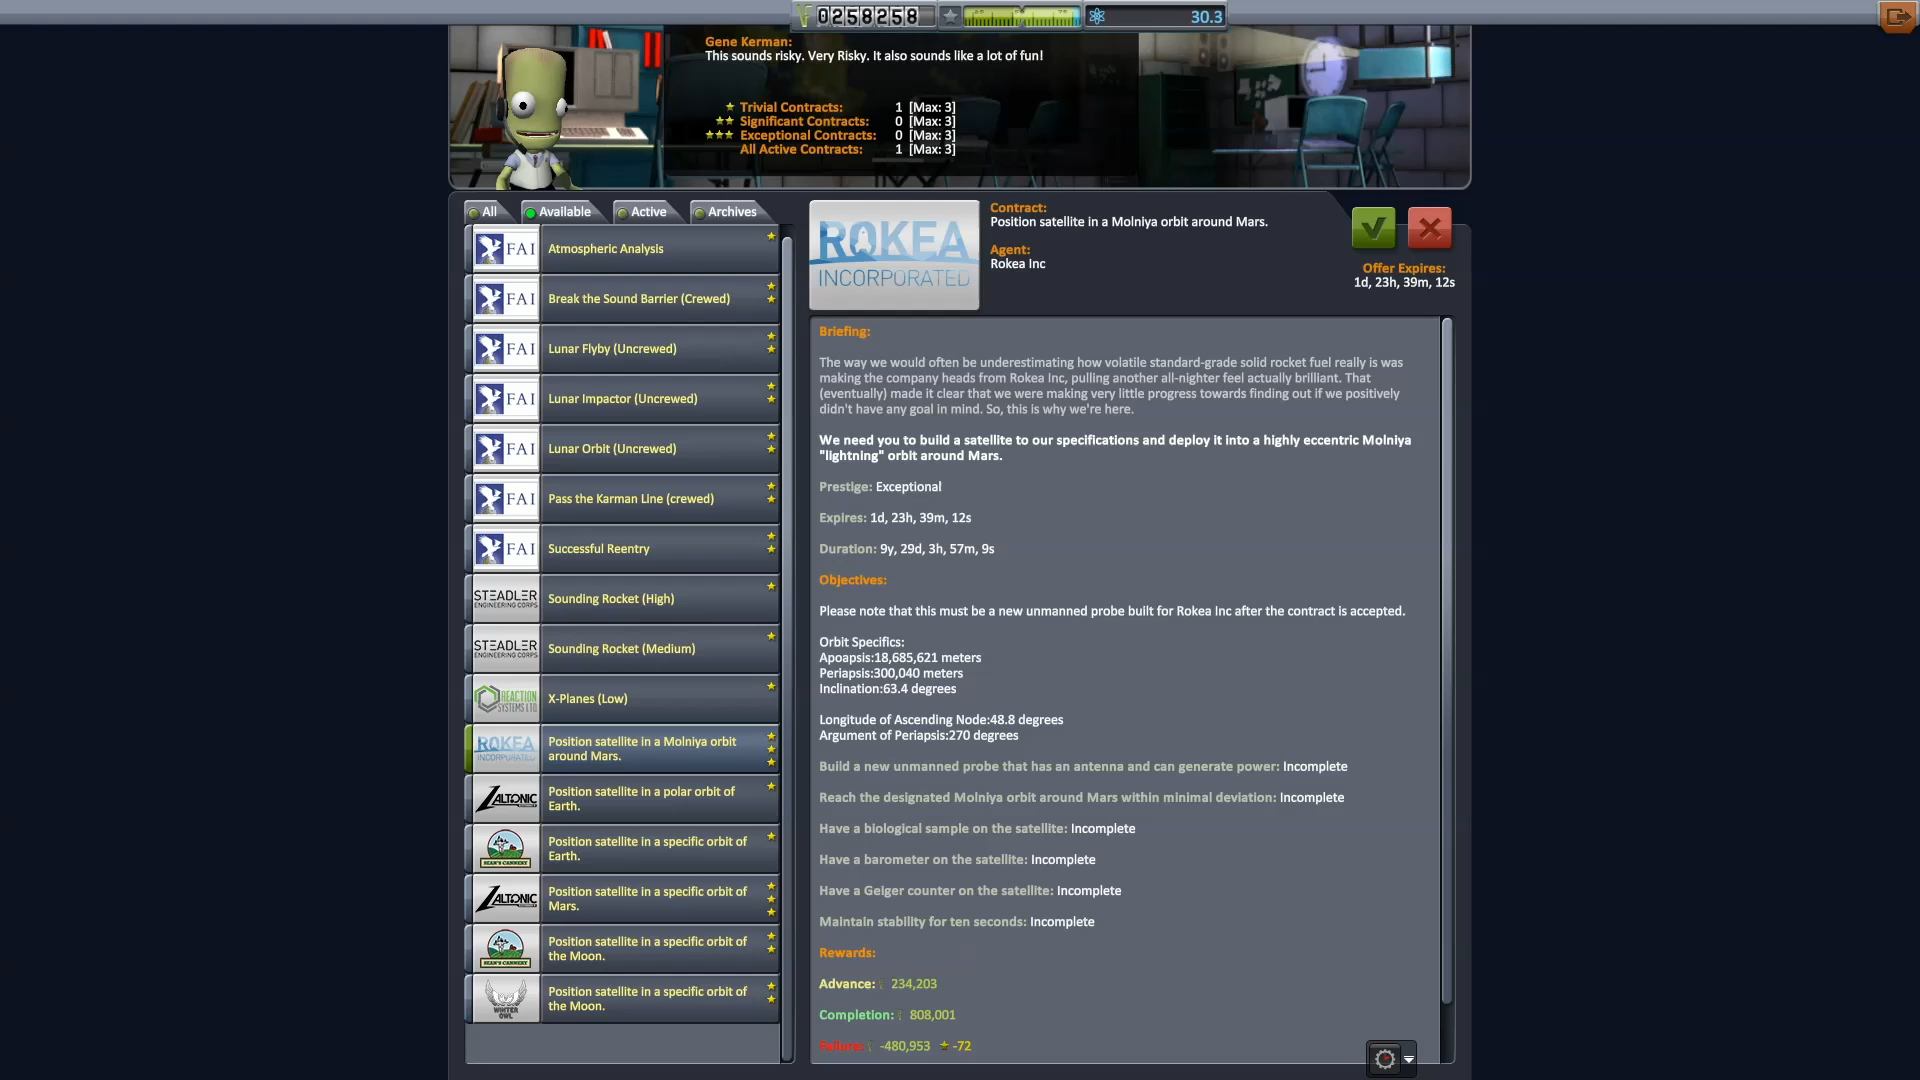 0258258
30.3
Gene Kerman:
This sounds risky. Very Risky. It also sounds like a lot of fun!
Trivial Contracts: 1 [Max: 3]
Significant Contracts: 0 [Max: 3]
Exceptional Contracts: 0 [Max: 3]
All Active Contracts: 1 [Max: 3]
All
Available
Active
Archives
FAI Atmospheric Analysis
FAI Break the Sound Barrier (Crewed)
FAI Lunar Flyby (Uncrewed)
FAI Lunar Impactor (Uncrewed)
FAI Lunar Orbit (Uncrewed)
FAI Pass the Karman Line (crewed)
FAI Successful Reentry
STEADLER
ENGINEERING CORPS
Sounding Rocket (High)
STEADLER
ENGINEERING CORPS
Sounding Rocket (Medium)
REACTION
SYSTEMS LTD
X-Planes (Low)
ROKEA
INCORPORATED
Position satellite in a Molniya orbit
around Mars.
ZALTONIC
Position satellite in a polar orbit of
Earth.
SEAN'S CANNERY
Position satellite in a specific orbit of
Earth.
ZALTONIC
Position satellite in a specific orbit of
Mars.
SEAN'S CANNERY
Position satellite in a specific orbit of
the Moon.
WINTER
OWL
Position satellite in a specific orbit of
the Moon.
ROKEA
INCORPORATED
Contract:
Position satellite in a Molniya orbit around Mars.
Agent:
Rokea Inc
Offer Expires:
1d, 23h, 39m, 12s
Briefing:
The way we would often be underestimating how volatile standard-grade solid rocket fuel really is was
making the company heads from Rokea Inc, pulling another all-nighter feel actually brilliant. That
(eventually) made it clear that we were making very little progress towards finding out if we positively
didn't have any goal in mind. So, this is why we're here.
We need you to build a satellite to our specifications and deploy it into a highly eccentric Molniya
"lightning" orbit around Mars.
Prestige: Exceptional
Expires: 1d, 23h, 39m, 12s
Duration: 9y, 29d, 3h, 57m, 9s
Objectives:
Please note that this must be a new unmanned probe built for Rokea Inc after the contract is accepted.
Orbit Specifics:
Apoapsis:18,685,621 meters
Periapsis:300,040 meters
Inclination:63.4 degrees
Longitude of Ascending Node:48.8 degrees
Argument of Periapsis:270 degrees
Build a new unmanned probe that has an antenna and can generate power: Incomplete
Reach the designated Molniya orbit around Mars within minimal deviation: Incomplete
Have a biological sample on the satellite: Incomplete
Have a barometer on the satellite: Incomplete
Have a Geiger counter on the satellite: Incomplete
Maintain stability for ten seconds: Incomplete
Rewards:
Advance: 234,203
Completion: 808,001
Failure: -480,953 -72